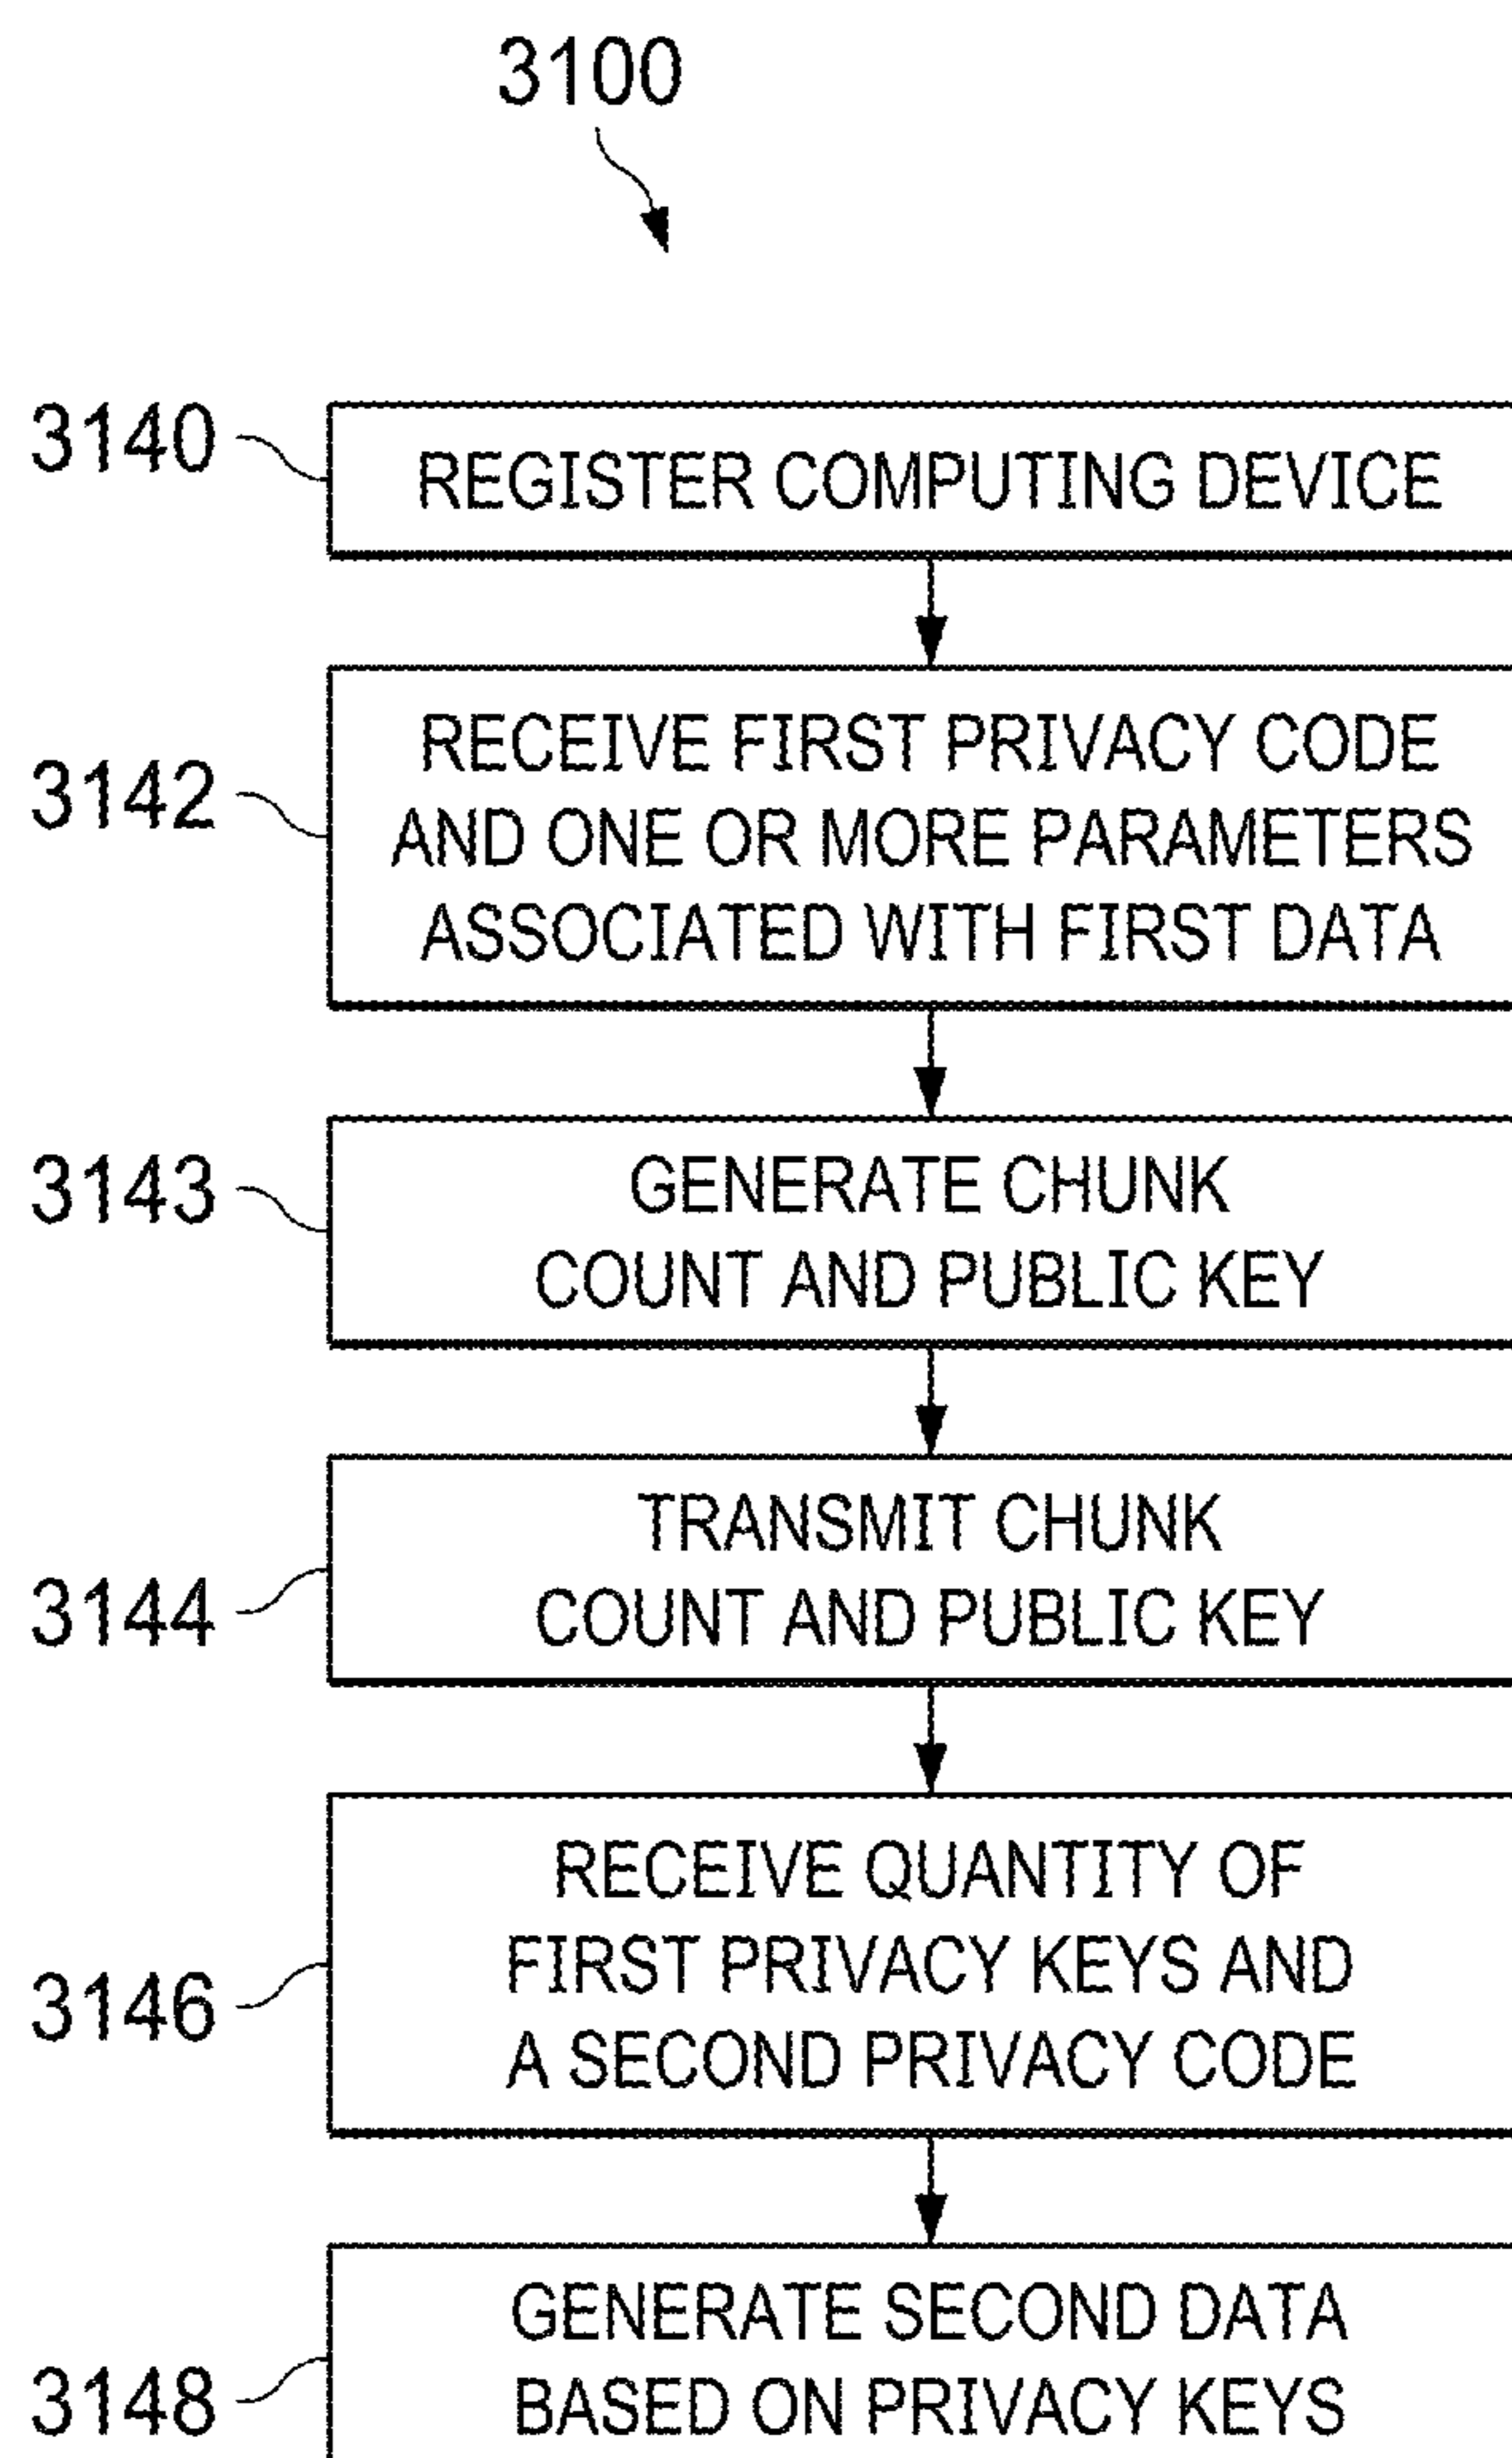 3100
3140
REGISTER COMPUTING DEVICE
3142
RECEIVE FIRST PRIVACY CODE
AND ONE OR MORE PARAMETERS
ASSOCIATED WITH FIRST DATA
3143
GENERATE CHUNK
COUNT AND PUBLIC KEY
3144
TRANSMIT CHUNK
COUNT AND PUBLIC KEY
3146
RECEIVE QUANTITY OF
FIRST PRIVACY KEYS AND
A SECOND PRIVACY CODE
3148
GENERATE SECOND DATA
BASED ON PRIVACY KEYS